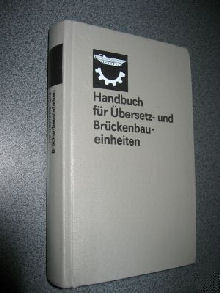 Handbuch
für Übersetz- und
Brückenbau-
einheiten